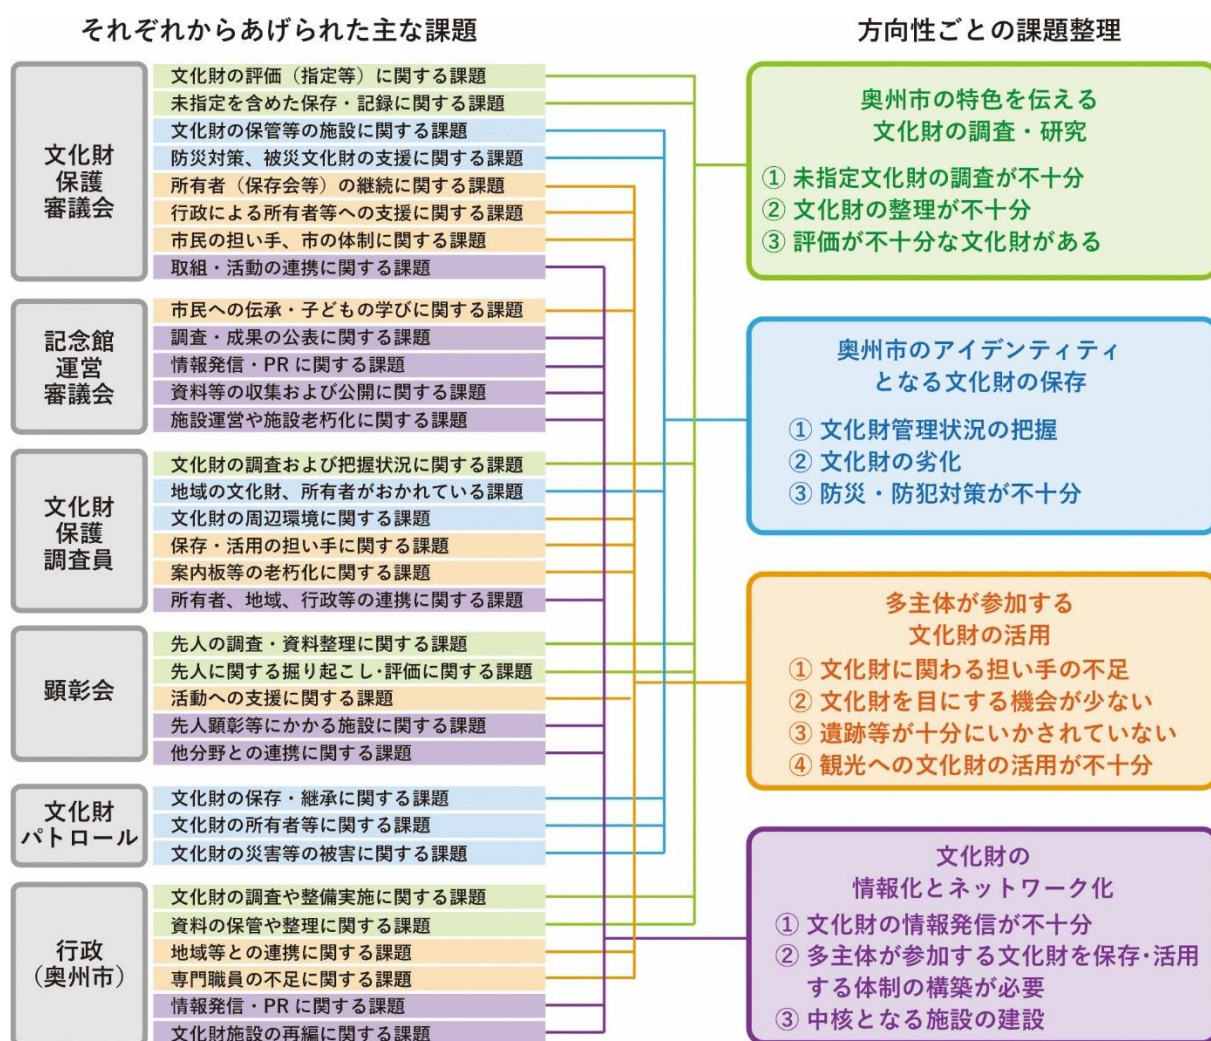 それぞれからあげられた主な課題
文化財
保護
審議会
文化財の評価（指定等）に関する課題
未指定を含めた保存・記録に関する課題
文化財の保管等の施設に関する課題
防災対策、被災文化財の支援に関する課題
所有者（保存会等）の継続に関する課題
行政による所有者等への支援に関する課題
市民の担い手、市の体制に関する課題
取組・活動の連携に関する課題
記念館
運営
審議会
市民への伝承・子どもの学びに関する課題
調査・成果の公表に関する課題
情報発信・PRに関する課題
資料等の収集および公開に関する課題
施設運営や施設老朽化に関する課題
文化財
保護
調査員
文化財の調査および把握状況に関する課題
地域の文化財、所有者がおかれている課題
文化財の周辺環境に関する課題
保存・活用の担い手に関する課題
案内板等の老朽化に関する課題
所有者、地域、行政等の連携に関する課題
顕彰会
先人の調査・資料整理に関する課題
先人に関する掘り起こし・評価に関する課題
活動への支援に関する課題
先人顕彰等にかかる施設に関する課題
他分野との連携に関する課題
文化財
パトロール
文化財の保存・継承に関する課題
文化財の所有者等に関する課題
文化財の災害等の被害に関する課題
行政
（奥州市）
文化財の調査や整備実施に関する課題
資料の保管や整理に関する課題
地域等との連携に関する課題
専門職員の不足に関する課題
情報発信・PRに関する課題
文化財施設の再編に関する課題
方向性ごとの課題整理
奥州市の特色を伝える
文化財の調査・研究
① 未指定文化財の調査が不十分
② 文化財の整理が不十分
③ 評価が不十分な文化財がある
奥州市のアイデンティティ
となる文化財の保存
① 文化財管理状況の把握
② 文化財の劣化
③ 防災・防犯対策が不十分
多主体が参加する
文化財の活用
① 文化財に関わる担い手の不足
② 文化財を目にする機会が少ない
③ 遺跡等が十分にいかされていない
④ 観光への文化財の活用が不十分
文化財の
情報化とネットワーク化
① 文化財の情報発信が不十分
② 多主体が参加する文化財を保存・活用
する体制の構築が必要
③ 中核となる施設の建設